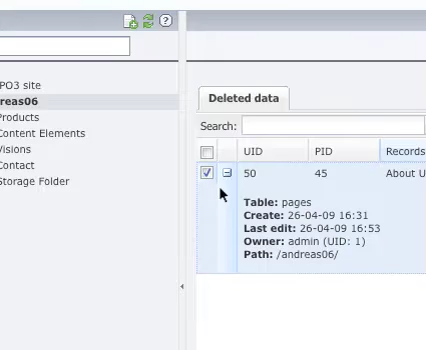 PO3 site
reas06
Products
Content Elements
Visions
Contact
Storage Folder
Deleted data
Search:
UID PID Records
50 45 About U
Table: pages
Create: 26-04-09 16:31
Last edit: 26-04-09 16:53
Owner: admin (UID: 1)
Path: /andreas06/